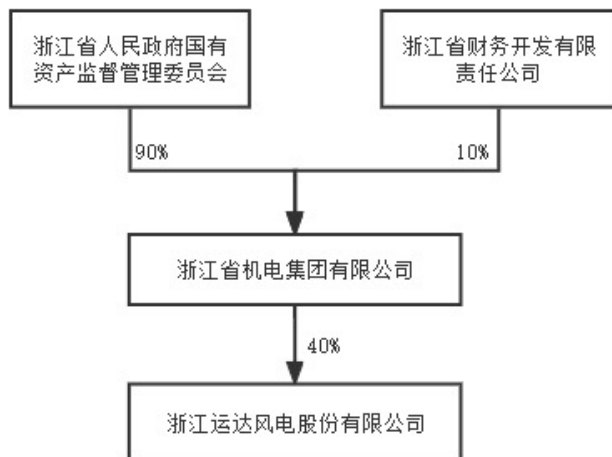 浙江省人民政府国有
资产监督管理委员会
浙江省财务开发有限
责任公司
90%
10%
浙江省机电集团有限公司
40%
浙江运达风电股份有限公司